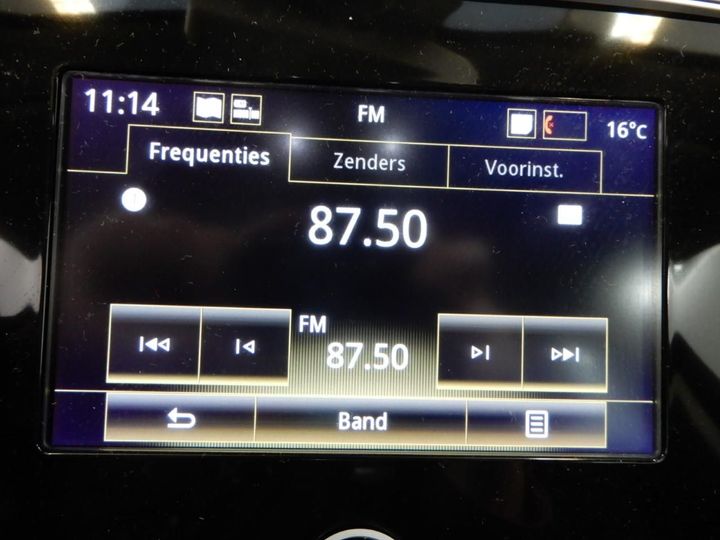 11:14
FM
16°C
Frequenties
Zenders
Voorinst.
87.50
FM
87.50
Band